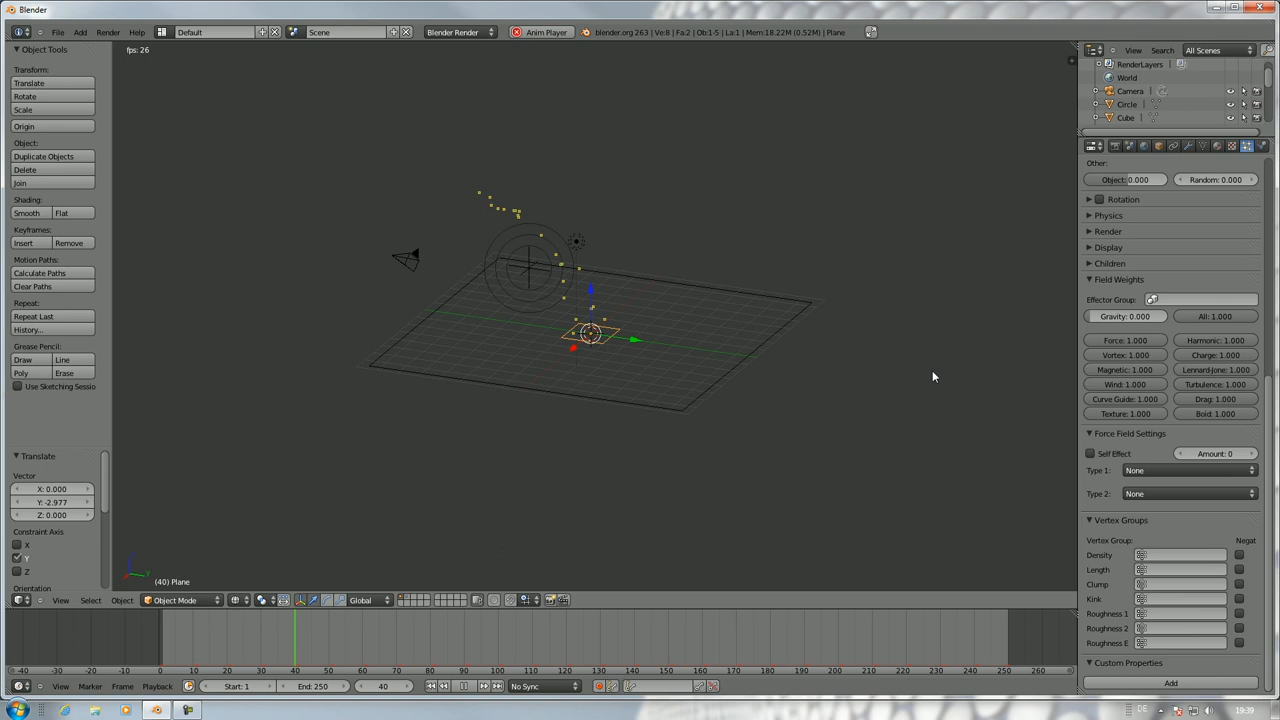 Blender
File Add Render Help Default Scene Blender Render Anim Player blender.org 263 | Ve:8 | Fa:2 | Ob:1-5 | La:1 | Mem:18.22M (0.52M) | Plane View Search All Scenes
Object Tools
fps: 26
Transform:
Translate
Rotate
Scale
Origin
Object:
Duplicate Objects
Delete
Join
Shading:
Smooth Flat
Keyframes:
Insert Remove
Motion Paths:
Calculate Paths
Clear Paths
Repeat:
Repeat Last
History...
Grease Pencil:
Draw Line
Poly Erase
Use Sketching Sessio
Translate
Vector
X: 0.000
Y: -2.977
Z: 0.000
Constraint Axis
X
Y
Z
Orientation
(40) Plane
View Select Object Object Mode Global
RenderLayers
World
Camera
Circle
Cube
Other:
Object: 0.000 Random: 0.000
Rotation
Physics
Render
Display
Children
Field Weights
Effector Group:
Gravity: 0.000 All: 1.000
Force: 1.000 Harmonic: 1.000
Vortex: 1.000 Charge: 1.000
Magnetic: 1.000 Lennard-Jone: 1.000
Wind: 1.000 Turbulence: 1.000
Curve Guide: 1.000 Drag: 1.000
Texture: 1.000 Boid: 1.000
Force Field Settings
Self Effect Amount: 0
Type 1: None
Type 2: None
Vertex Groups
Vertex Group: Negat
Density
Length
Clump
Kink
Roughness 1
Roughness 2
Roughness E
Custom Properties
Add
-40 -30 -20 -10 0 10 20 30 40 50 60 70 80 90 100 110 120 130 140 150 160 170 180 190 200 210 220 230 240 250 260
View Marker Frame Playback Start: 1 End: 250 40 No Sync
DE 19:39